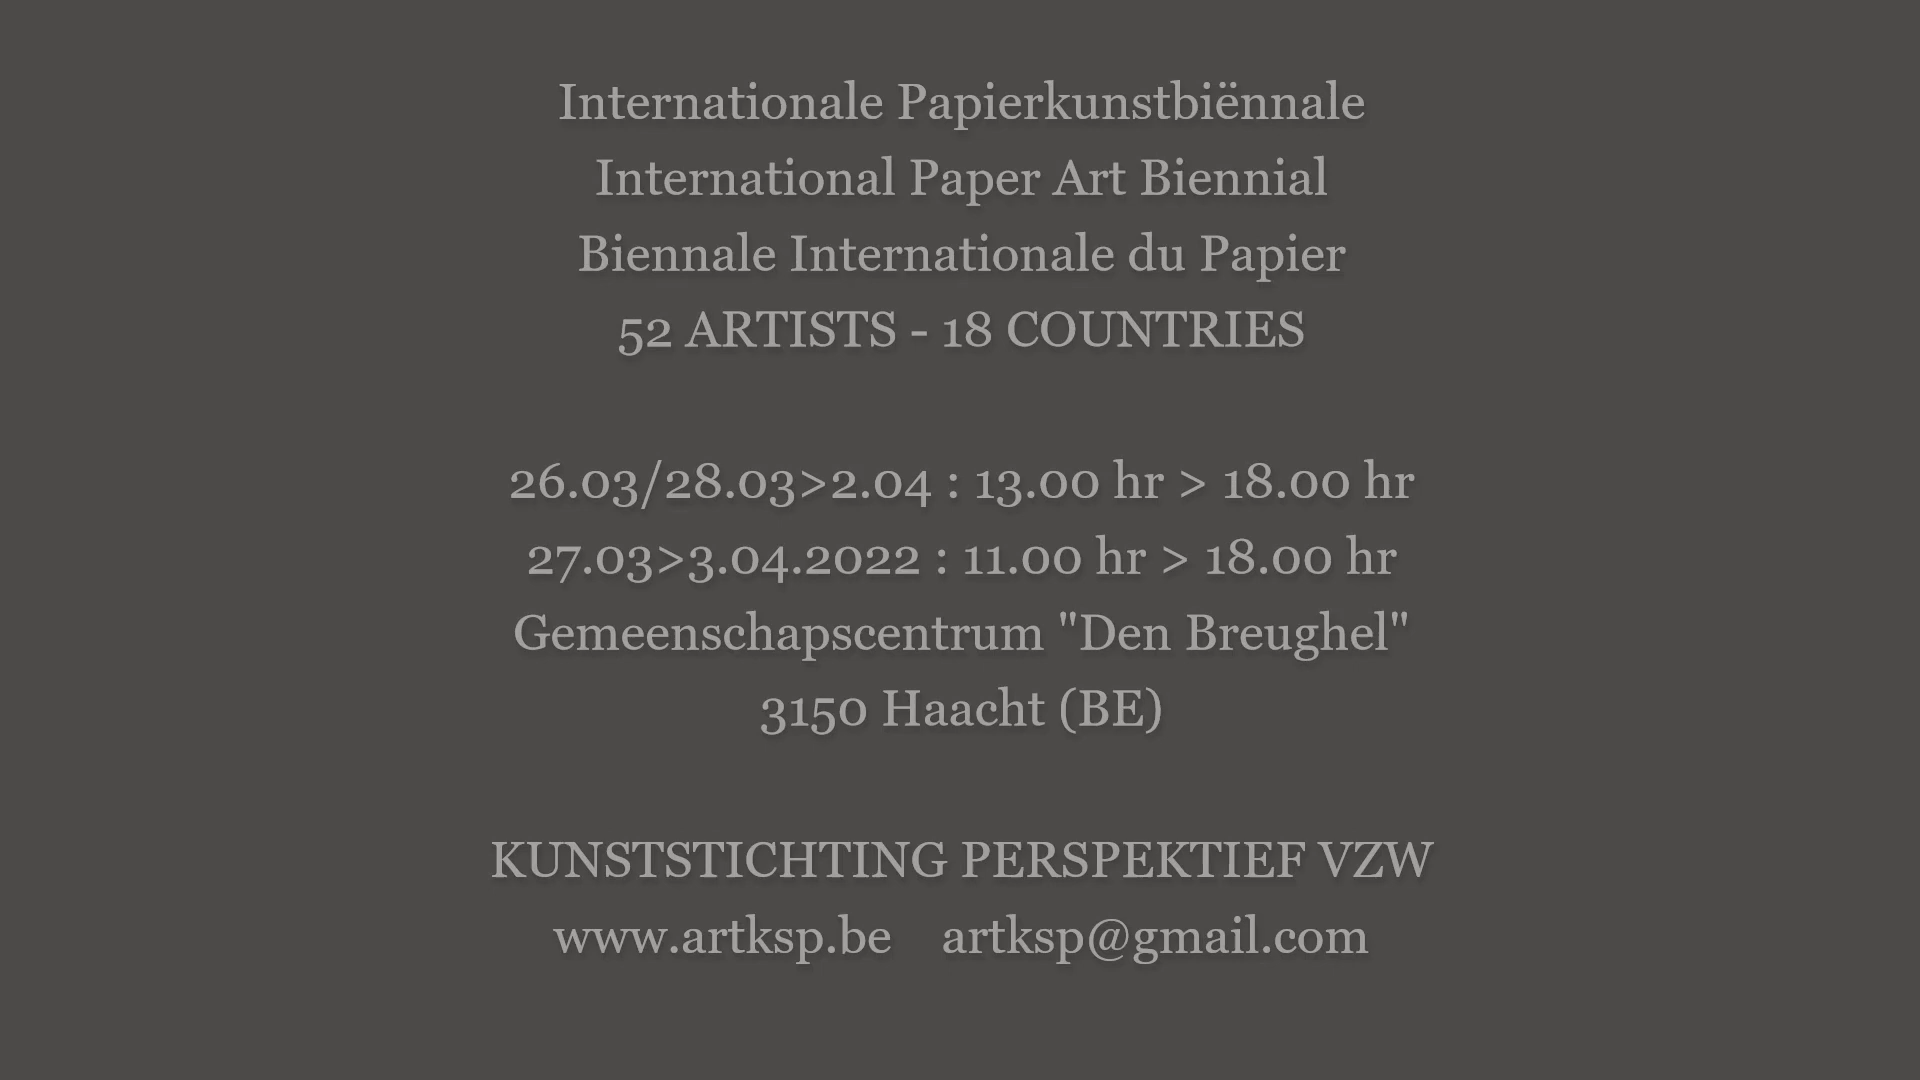 Internationale Papierkunstbiënnale
International Paper Art Biennial
Biennale Internationale du Papier
52 ARTISTS - 18 COUNTRIES
26.03/28.03>2.04 : 13.00 hr > 18.00 hr
27.03>3.04.2022 : 11.00 hr > 18.00 hr
Gemeenschapscentrum "Den Breughel"
3150 Haacht (BE)
KUNSTSTICHTING PERSPEKTIEF VZW
www.artksp.be artksp@gmail.com